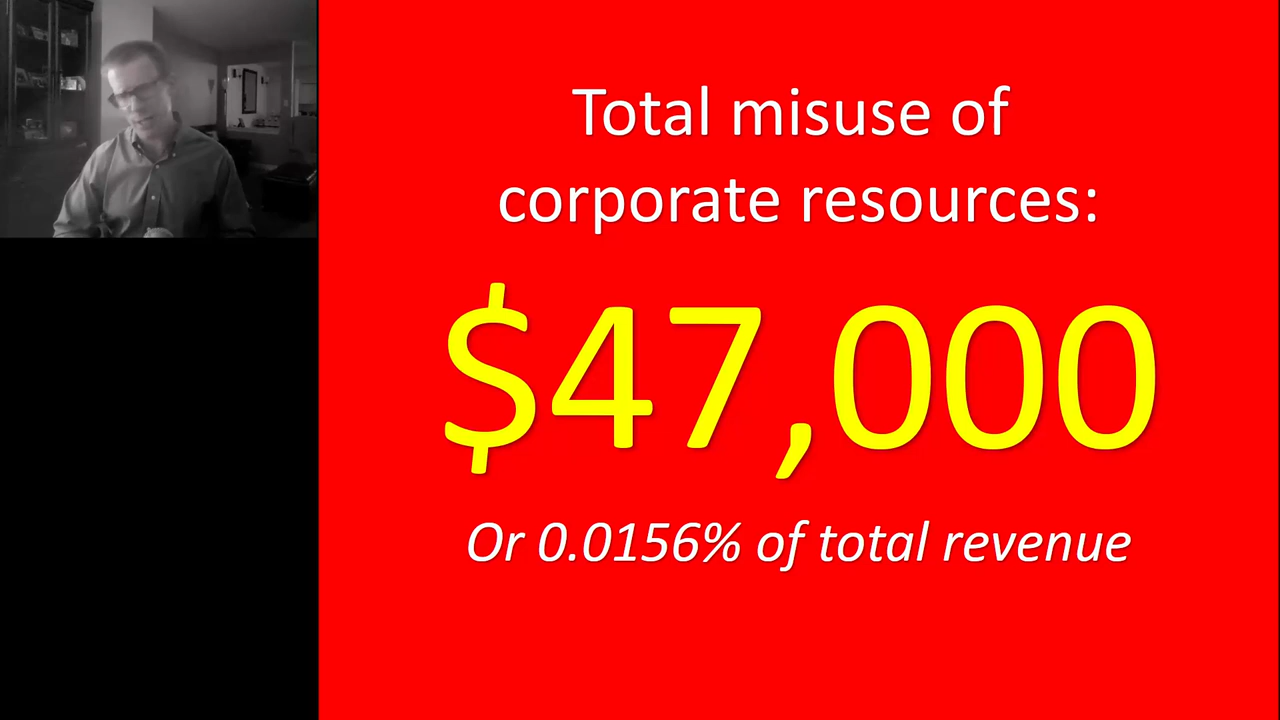 Total misuse of
corporate resources:
$47,000
Or 0.0156% of total revenue